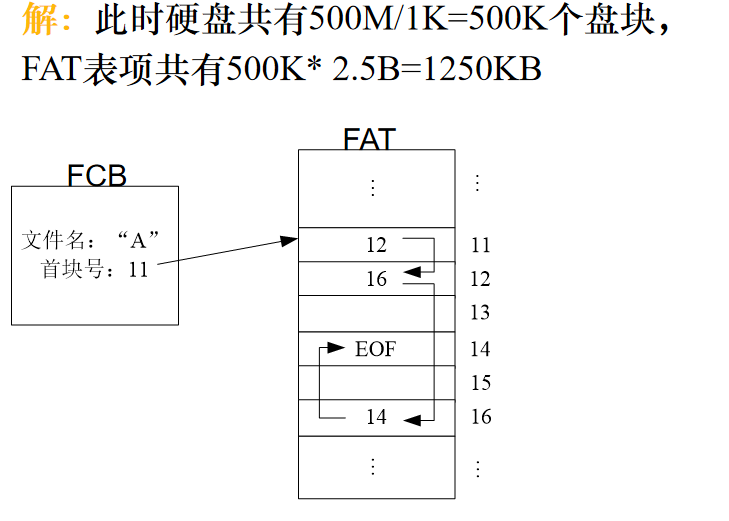 解：此时硬盘共有500M/1K=500K个盘块，
FAT表项共有500K* 2.5B=1250KB
FAT
FCB
⋮ ⋮
文件名：“A”
首块号：11
12 11
16 12
13
EOF 14
15
14 16
⋮ ⋮